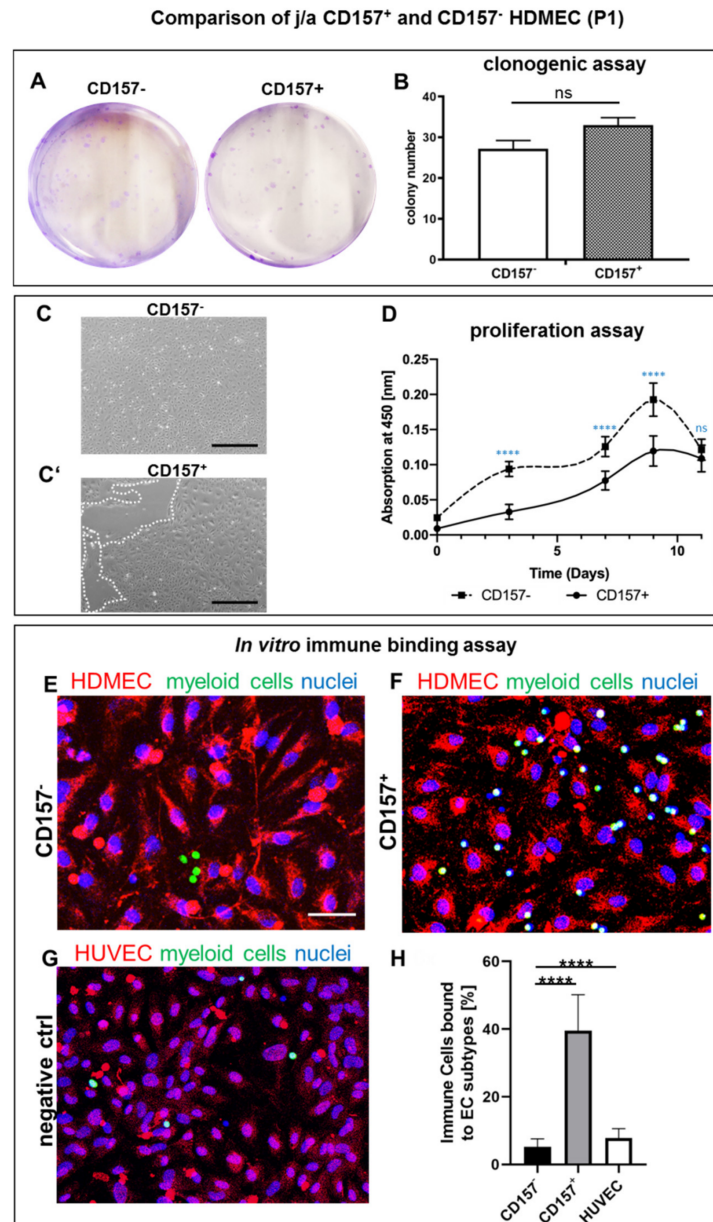 Comparison of j/a CD157⁺ and CD157⁻ HDMEC (P1)
A
CD157-
CD157+
B
clonogenic assay
ns
colony number
40
30
20
10
0
CD157⁻
CD157⁺
C
CD157-
C‘
CD157⁺
D
proliferation assay
Absorption at 450 [nm]
0.25
0.20
0.15
0.10
0.05
0.00
****
****
****
ns
0
5
10
Time (Days)
CD157-
CD157+
In vitro immune binding assay
E
HDMEC myeloid cells nuclei
CD157⁻
F
HDMEC myeloid cells nuclei
CD157⁺
G
HUVEC myeloid cells nuclei
negative ctrl
H
Immune Cells bound
to EC subtypes [%]
60
40
20
0
****
****
CD157⁻
CD157⁺
HUVEC